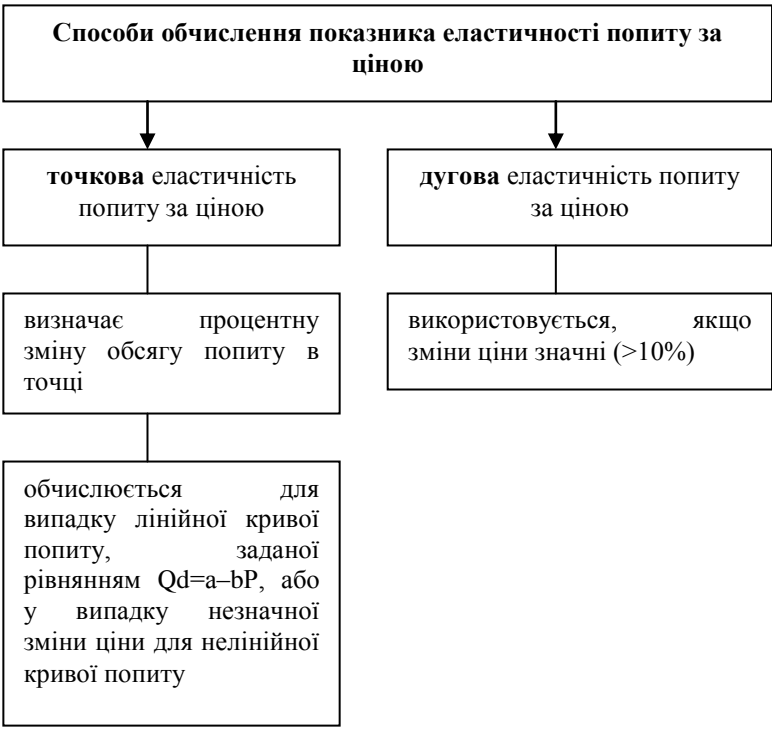 Способи обчислення показника еластичності попиту за
ціною
точкова еластичність
попиту за ціною
дугова еластичність попиту
за ціною
визначає процентну
зміну обсягу попиту в
точці
використовується, якщо
зміни ціни значні (>10%)
обчислюється для
випадку лінійної кривої
попиту, заданої
рівнянням Qd=a–bP, або
у випадку незначної
зміни ціни для нелінійної
кривої попиту